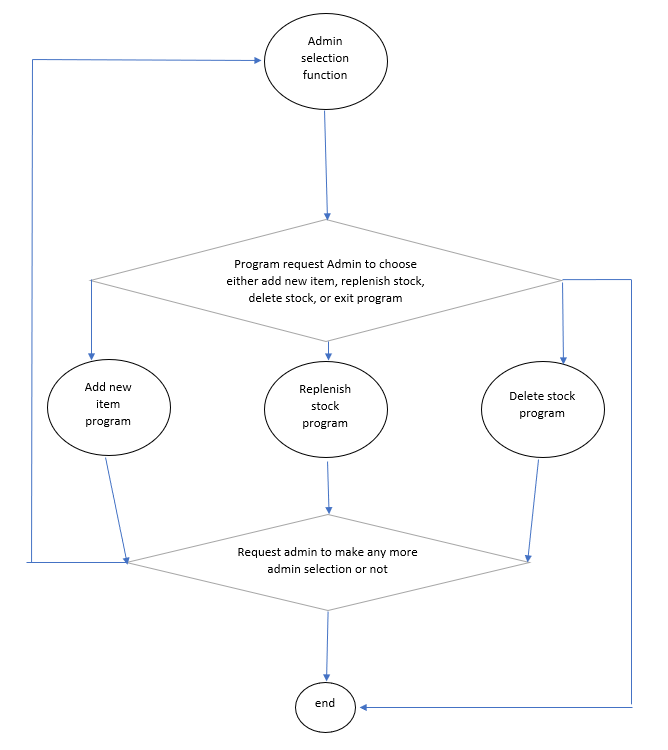 Admin
selection
function
Program request Admin to choose
either add new item, replenish stock,
delete stock, or exit program
Add new
item
program
Replenish
stock
program
Delete stock
program
Request admin to make any more
admin selection or not
end